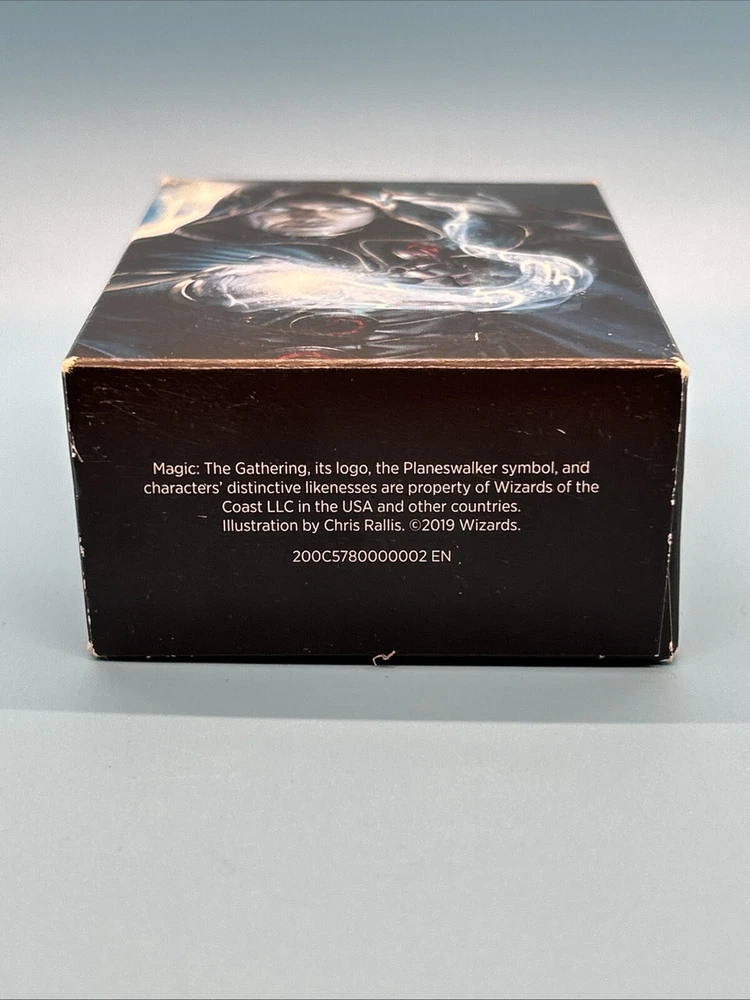 Magic: The Gathering, its logo, the Planeswalker symbol, and
characters’ distinctive likenesses are property of Wizards of the
Coast LLC in the USA and other countries.
Illustration by Chris Rallis. ©2019 Wizards.
200C5780000002 EN